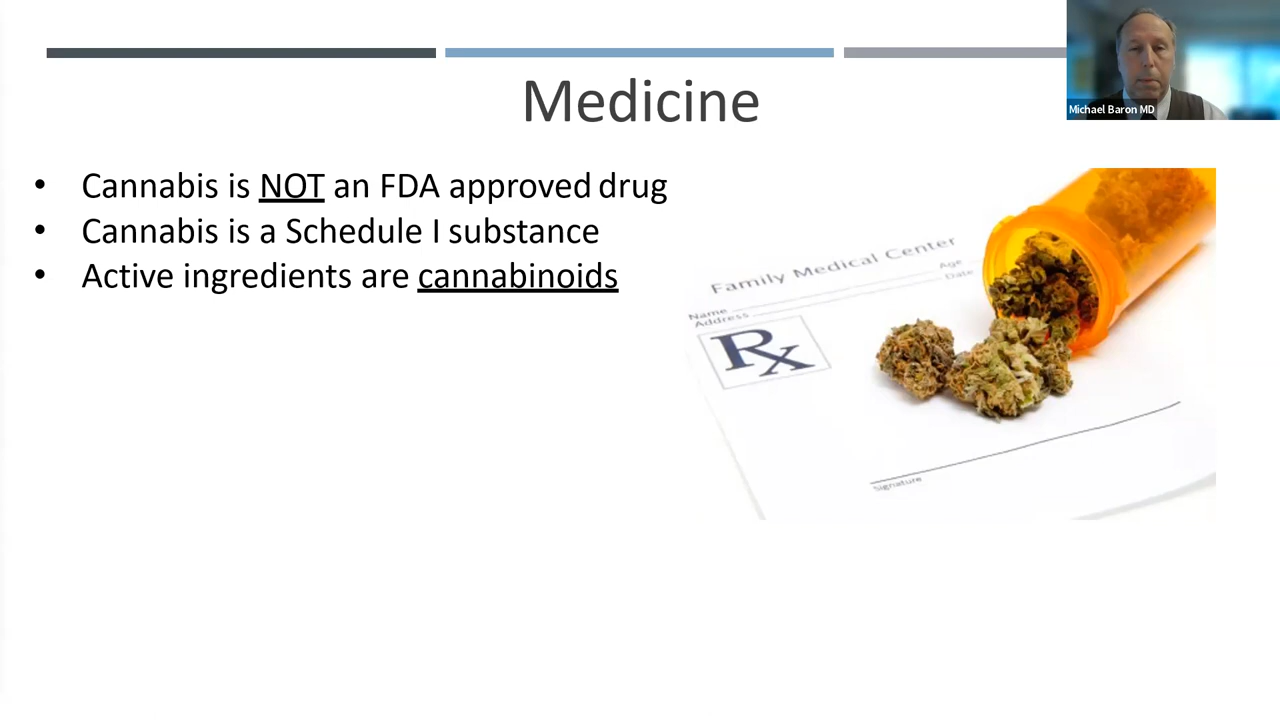 Medicine
Michael Baron MD
• Cannabis is NOT an FDA approved drug
• Cannabis is a Schedule I substance
• Active ingredients are cannabinoids
Family Medical Center
Age
Date
Name
Address
Rx
Signature